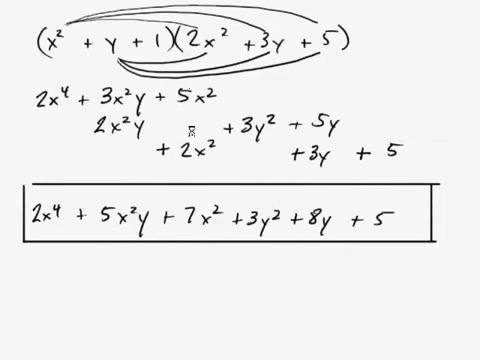 (x² + y + 1)(2x² + 3y + 5)
2x⁴ + 3x²y + 5x²
2x²y + 3y² + 5y
+ 2x² + 3y + 5
2x⁴ + 5x²y + 7x² + 3y² + 8y + 5